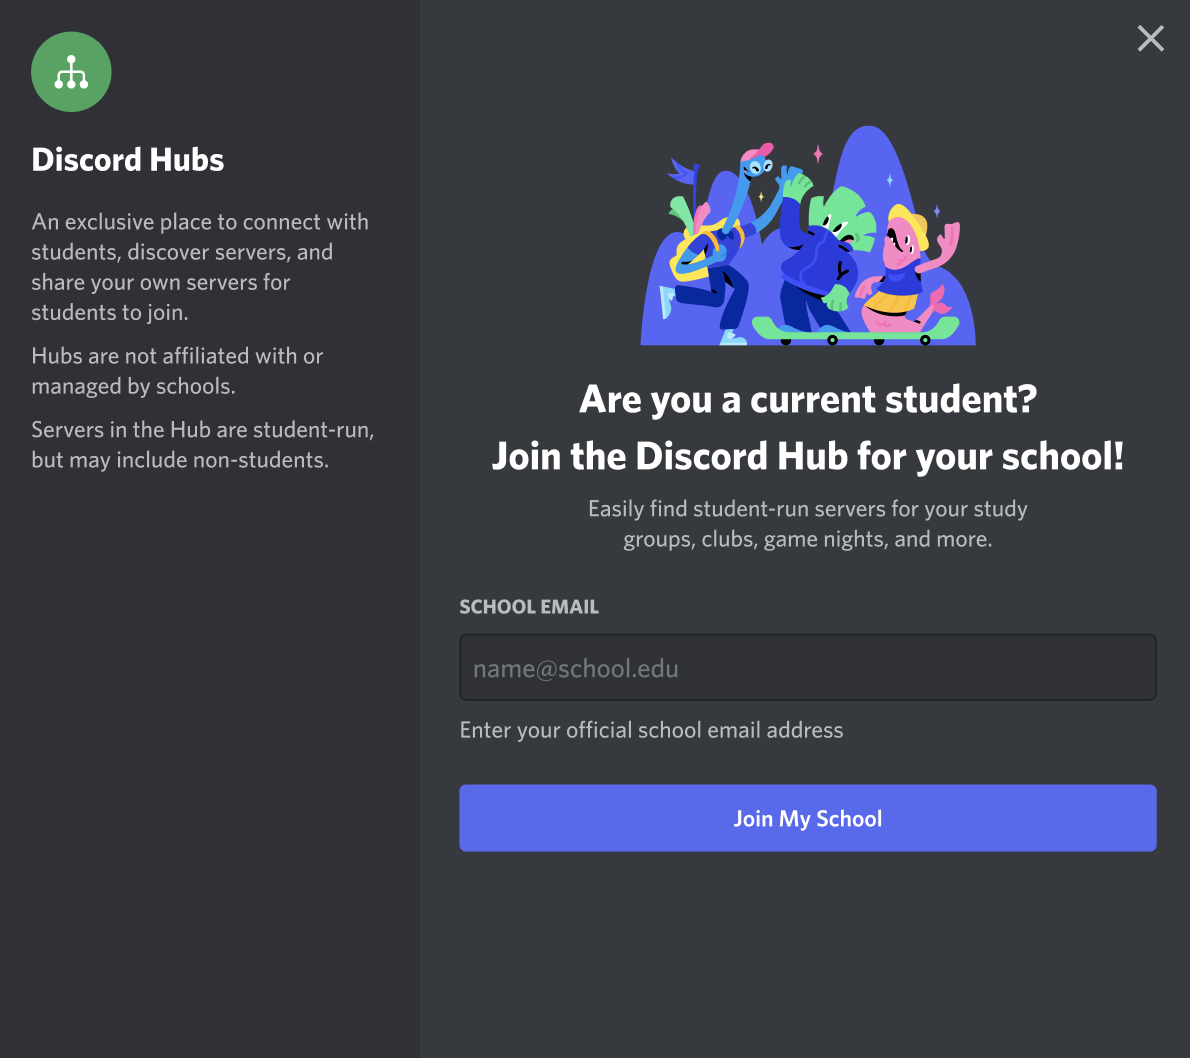 Discord Hubs
An exclusive place to connect with
students, discover servers, and
share your own servers for
students to join.
Hubs are not affiliated with or
managed by schools.
Servers in the Hub are student-run,
but may include non-students.
Are you a current student?
Join the Discord Hub for your school!
Easily find student-run servers for your study
groups, clubs, game nights, and more.
SCHOOL EMAIL
name@school.edu
Enter your official school email address
Join My School